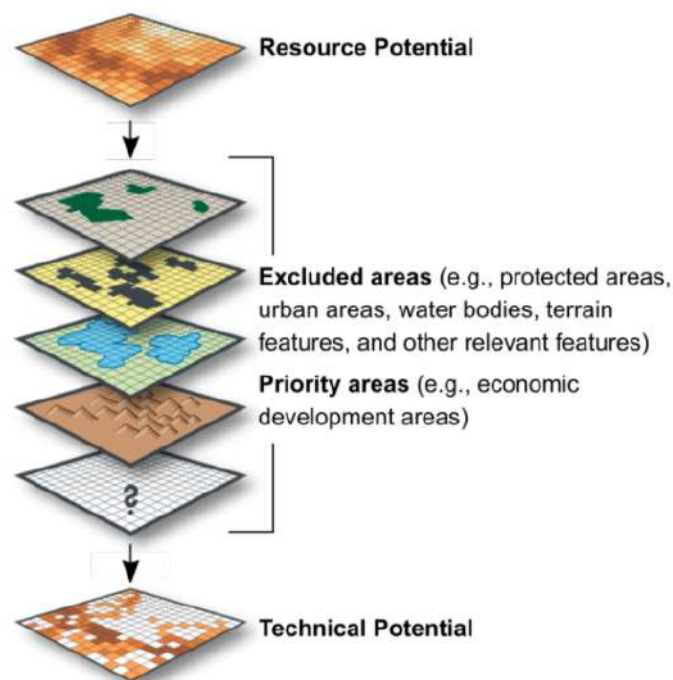 Resource Potential
Excluded areas (e.g., protected areas,
urban areas, water bodies, terrain
features, and other relevant features)
Priority areas (e.g., economic
development areas)
?
Technical Potential